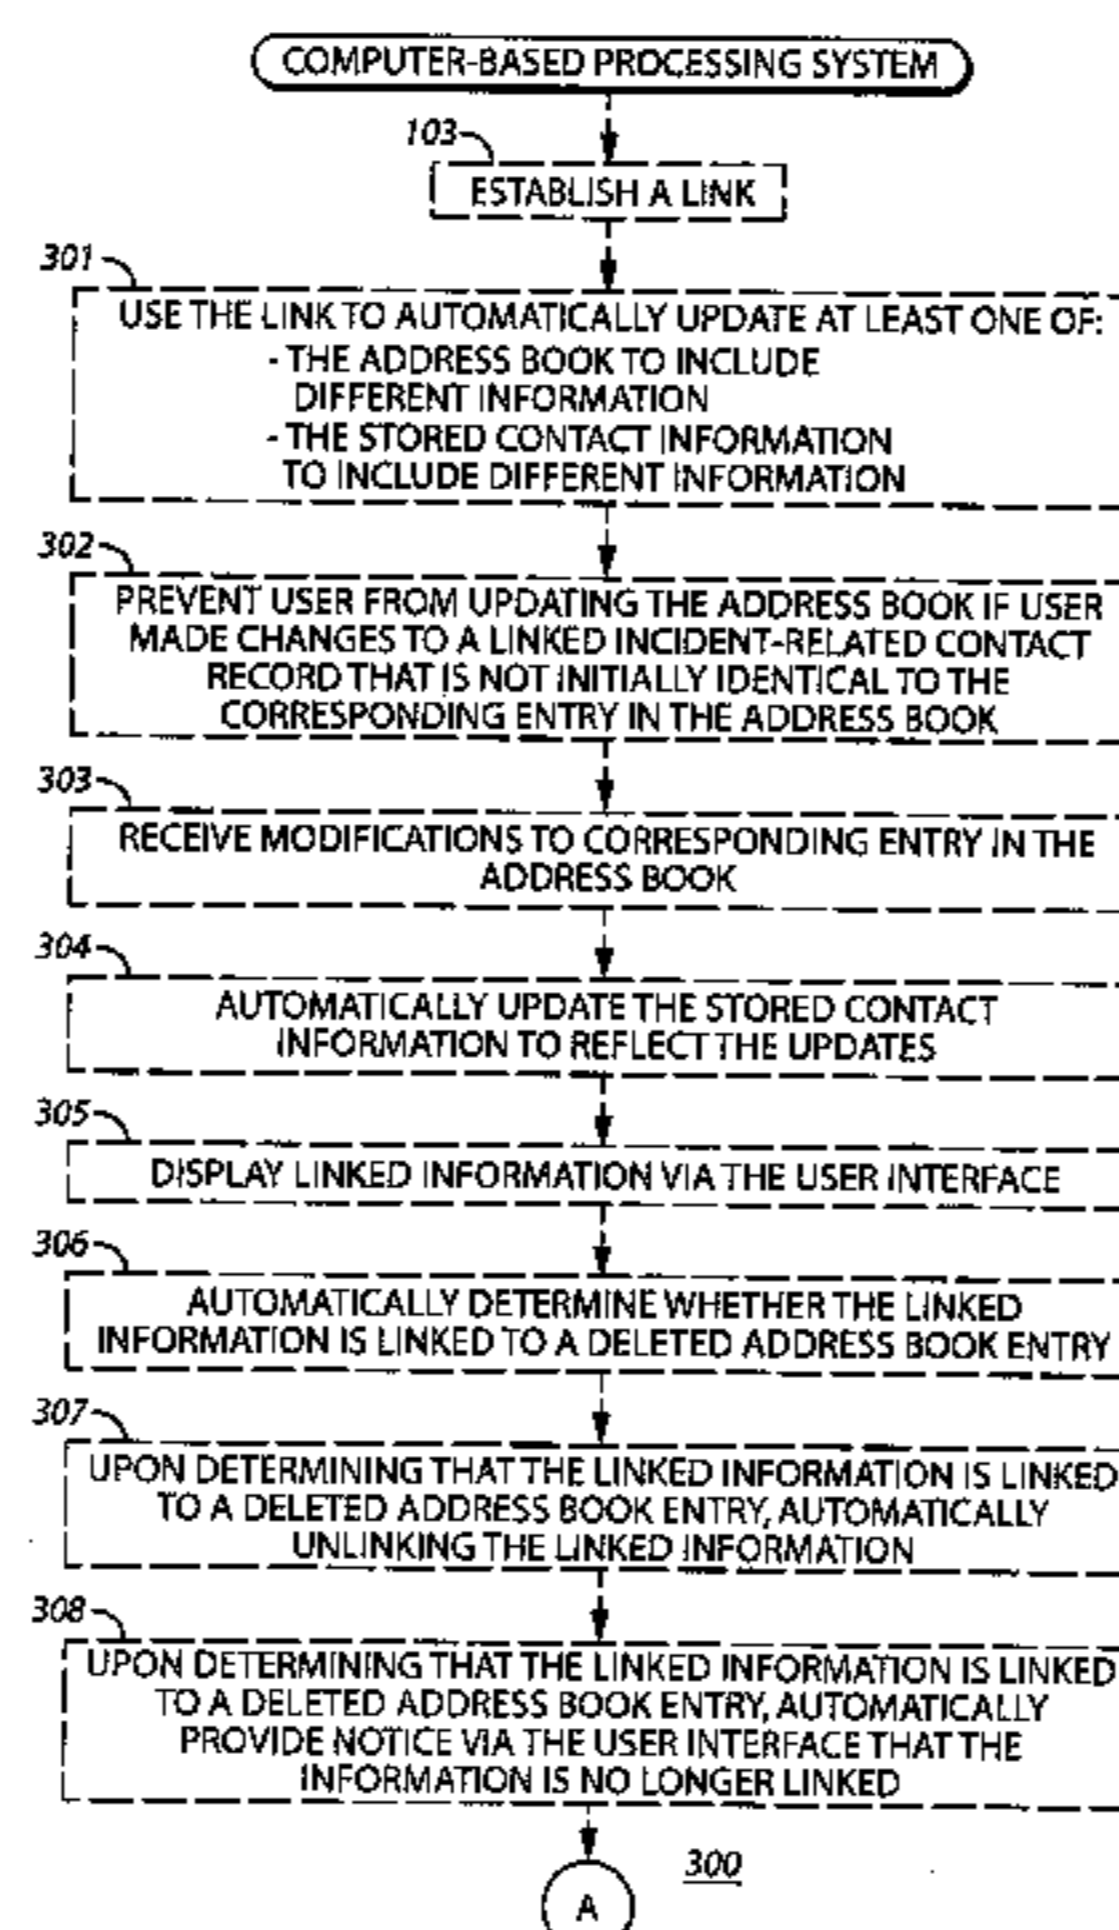 COMPUTER-BASED PROCESSING SYSTEM
103
ESTABLISH A LINK
301
USE THE LINK TO AUTOMATICALLY UPDATE AT LEAST ONE OF:
- THE ADDRESS BOOK TO INCLUDE
DIFFERENT INFORMATION
- THE STORED CONTACT INFORMATION
TO INCLUDE DIFFERENT INFORMATION
302
PREVENT USER FROM UPDATING THE ADDRESS BOOK IF USER
MADE CHANGES TO A LINKED INCIDENT-RELATED CONTACT
RECORD THAT IS NOT INITIALLY IDENTICAL TO THE
CORRESPONDING ENTRY IN THE ADDRESS BOOK
303
RECEIVE MODIFICATIONS TO CORRESPONDING ENTRY IN THE
ADDRESS BOOK
304
AUTOMATICALLY UPDATE THE STORED CONTACT
INFORMATION TO REFLECT THE UPDATES
305
DISPLAY LINKED INFORMATION VIA THE USER INTERFACE
306
AUTOMATICALLY DETERMINE WHETHER THE LINKED
INFORMATION IS LINKED TO A DELETED ADDRESS BOOK ENTRY
307
UPON DETERMINING THAT THE LINKED INFORMATION IS LINKED
TO A DELETED ADDRESS BOOK ENTRY, AUTOMATICALLY
UNLINKING THE LINKED INFORMATION
308
UPON DETERMINING THAT THE LINKED INFORMATION IS LINKED
TO A DELETED ADDRESS BOOK ENTRY, AUTOMATICALLY
PROVIDE NOTICE VIA THE USER INTERFACE THAT THE
INFORMATION IS NO LONGER LINKED
300
A